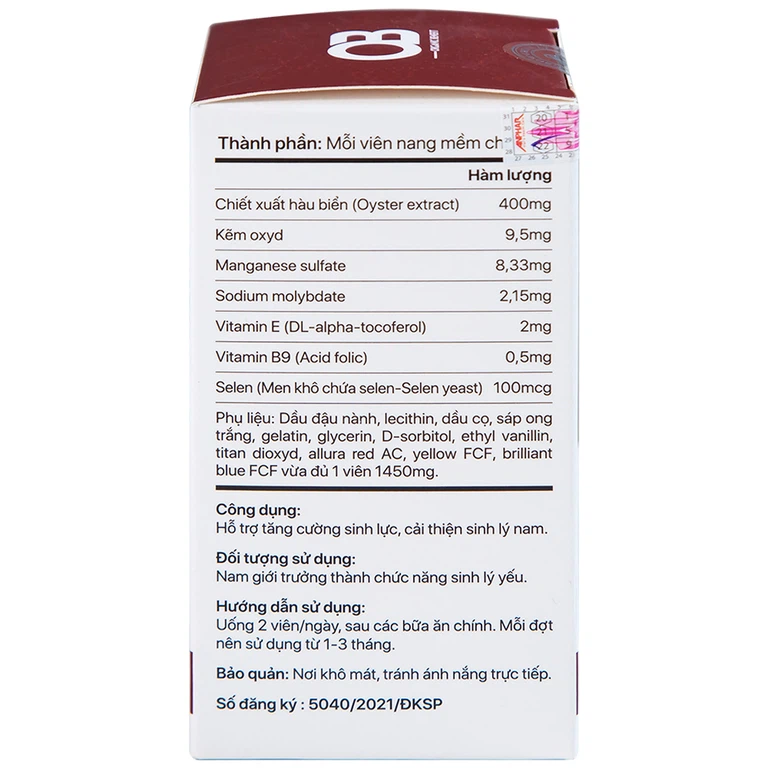 OB
Thành phần: Mỗi viên nang mềm ch
ANPHAR
Hàm lượng
Chiết xuất hàu biển (Oyster extract) 400mg
Kẽm oxyd 9,5mg
Manganese sulfate 8,33mg
Sodium molybdate 2,15mg
Vitamin E (DL-alpha-tocoferol) 2mg
Vitamin B9 (Acid folic) 0,5mg
Selen (Men khô chứa selen-Selen yeast) 100mcg
Phụ liệu: Dầu đậu nành, lecithin, dầu cọ, sáp ong
trắng, gelatin, glycerin, D-sorbitol, ethyl vanillin,
titan dioxyd, allura red AC, yellow FCF, brilliant
blue FCF vừa đủ 1 viên 1450mg.
Công dụng:
Hỗ trợ tăng cường sinh lực, cải thiện sinh lý nam.
Đối tượng sử dụng:
Nam giới trưởng thành chức năng sinh lý yếu.
Hướng dẫn sử dụng:
Uống 2 viên/ngày, sau các bữa ăn chính. Mỗi đợt
nên sử dụng từ 1-3 tháng.
Bảo quản: Nơi khô mát, tránh ánh nắng trực tiếp.
Số đăng ký : 5040/2021/ĐKSP